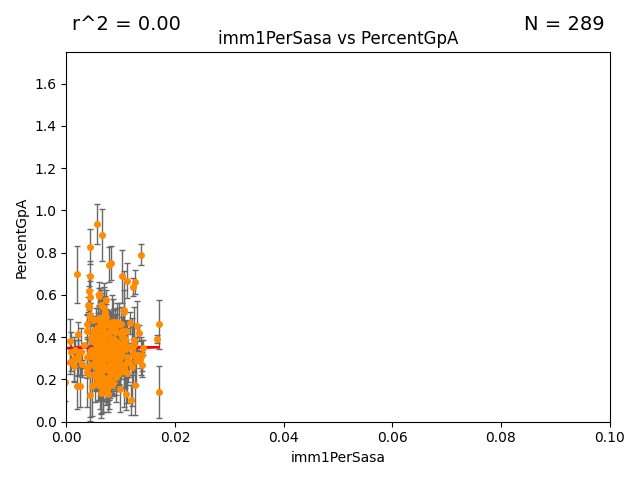 r^2 = 0.00
N = 289
imm1PerSasa vs PercentGpA
PercentGpA
1.6
1.4
1.2
1.0
0.8
0.6
0.4
0.2
0.0
0.00 0.02 0.04 0.06 0.08 0.10
imm1PerSasa